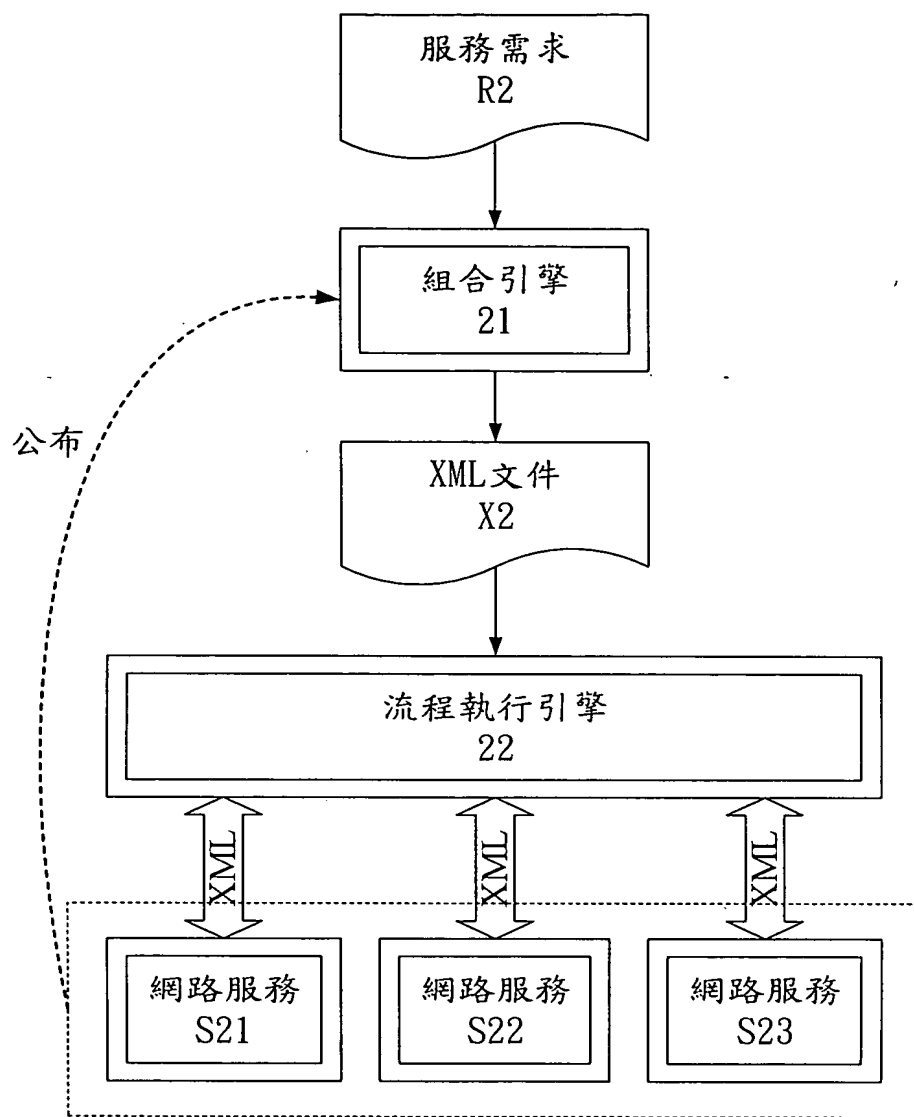 服務需求
R2
組合引擎
21
公布
XML文件
X2
流程執行引擎
22
XML
XML
XML
網路服務
S21
網路服務
S22
網路服務
S23